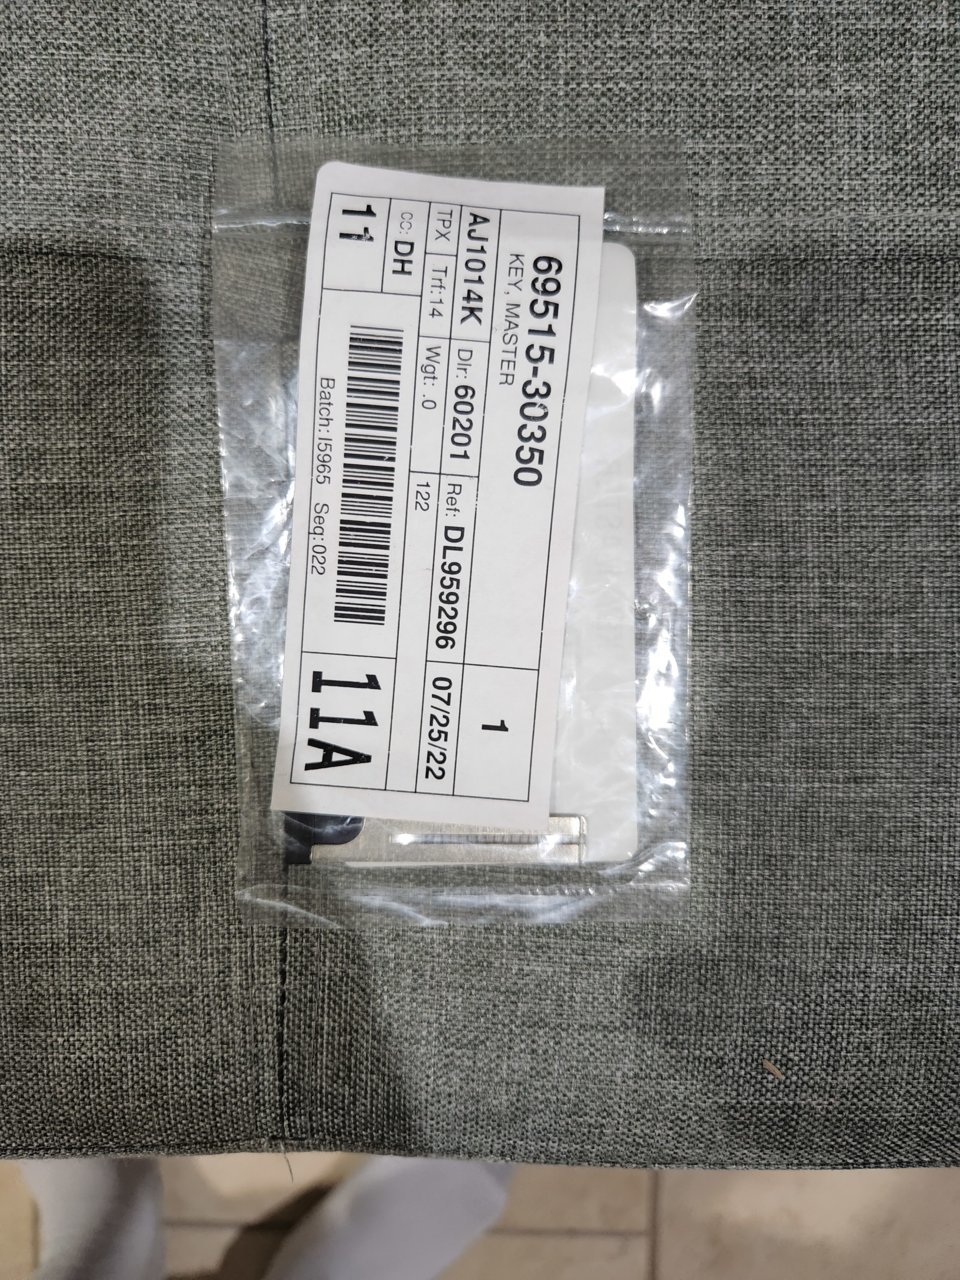 69515-30350
KEY, MASTER
1
AJ1014K
Dlr: 60201
Ref: DL959296
07/25/22
TPX
Trf:14
Wgt: .0
122
CC: DH
11
Batch: I5965 Seq:022
11A